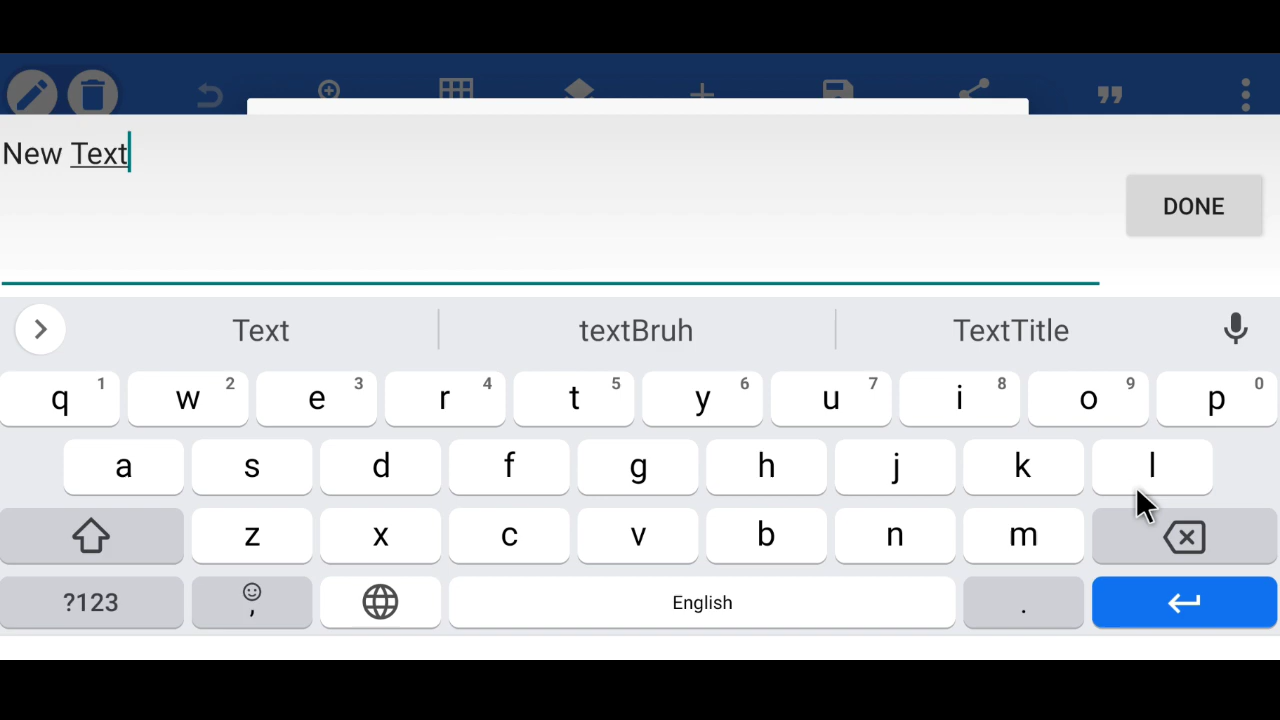 New Text
DONE
Text textBruh TextTitle
q 1 w 2 e 3 r 4 t 5 y 6 u 7 i 8 o 9 p 0
a s d f g h j k l
z x c v b n m
?123 , English .